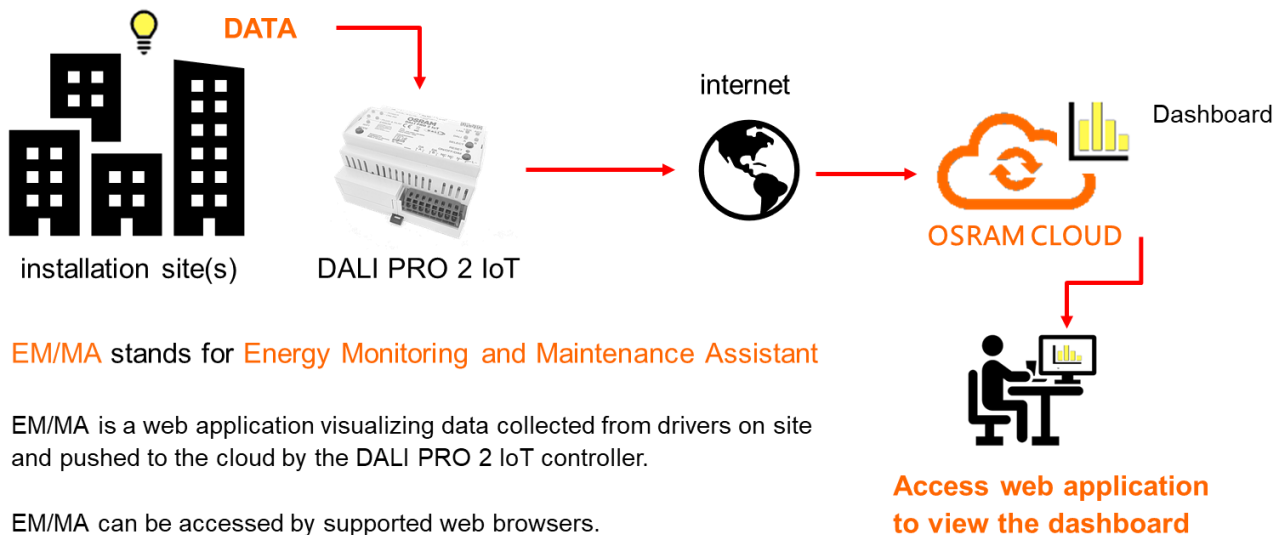 DATA
internet
Dashboard
OSRAM
OSRAM CLOUD
installation site(s)
DALI PRO 2 IoT
EM/MA stands for Energy Monitoring and Maintenance Assistant
EM/MA is a web application visualizing data collected from drivers on site
and pushed to the cloud by the DALI PRO 2 IoT controller.
EM/MA can be accessed by supported web browsers.
Access web application
to view the dashboard